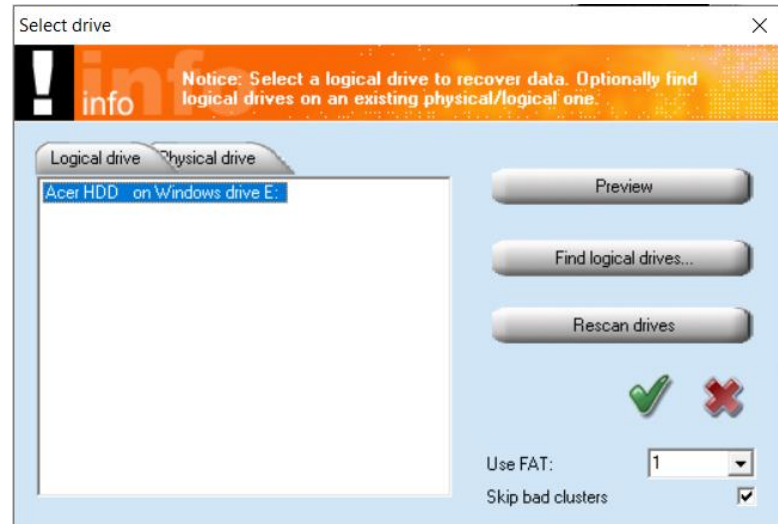 Select drive
!
info
info
Notice: Select a logical drive to recover data. Optionally find
logical drives on an existing physical/logical one.
Logical drive
Physical drive
Acer HDD on Windows drive E:
Preview
Find logical drives...
Rescan drives
Use FAT:
1
Skip bad clusters